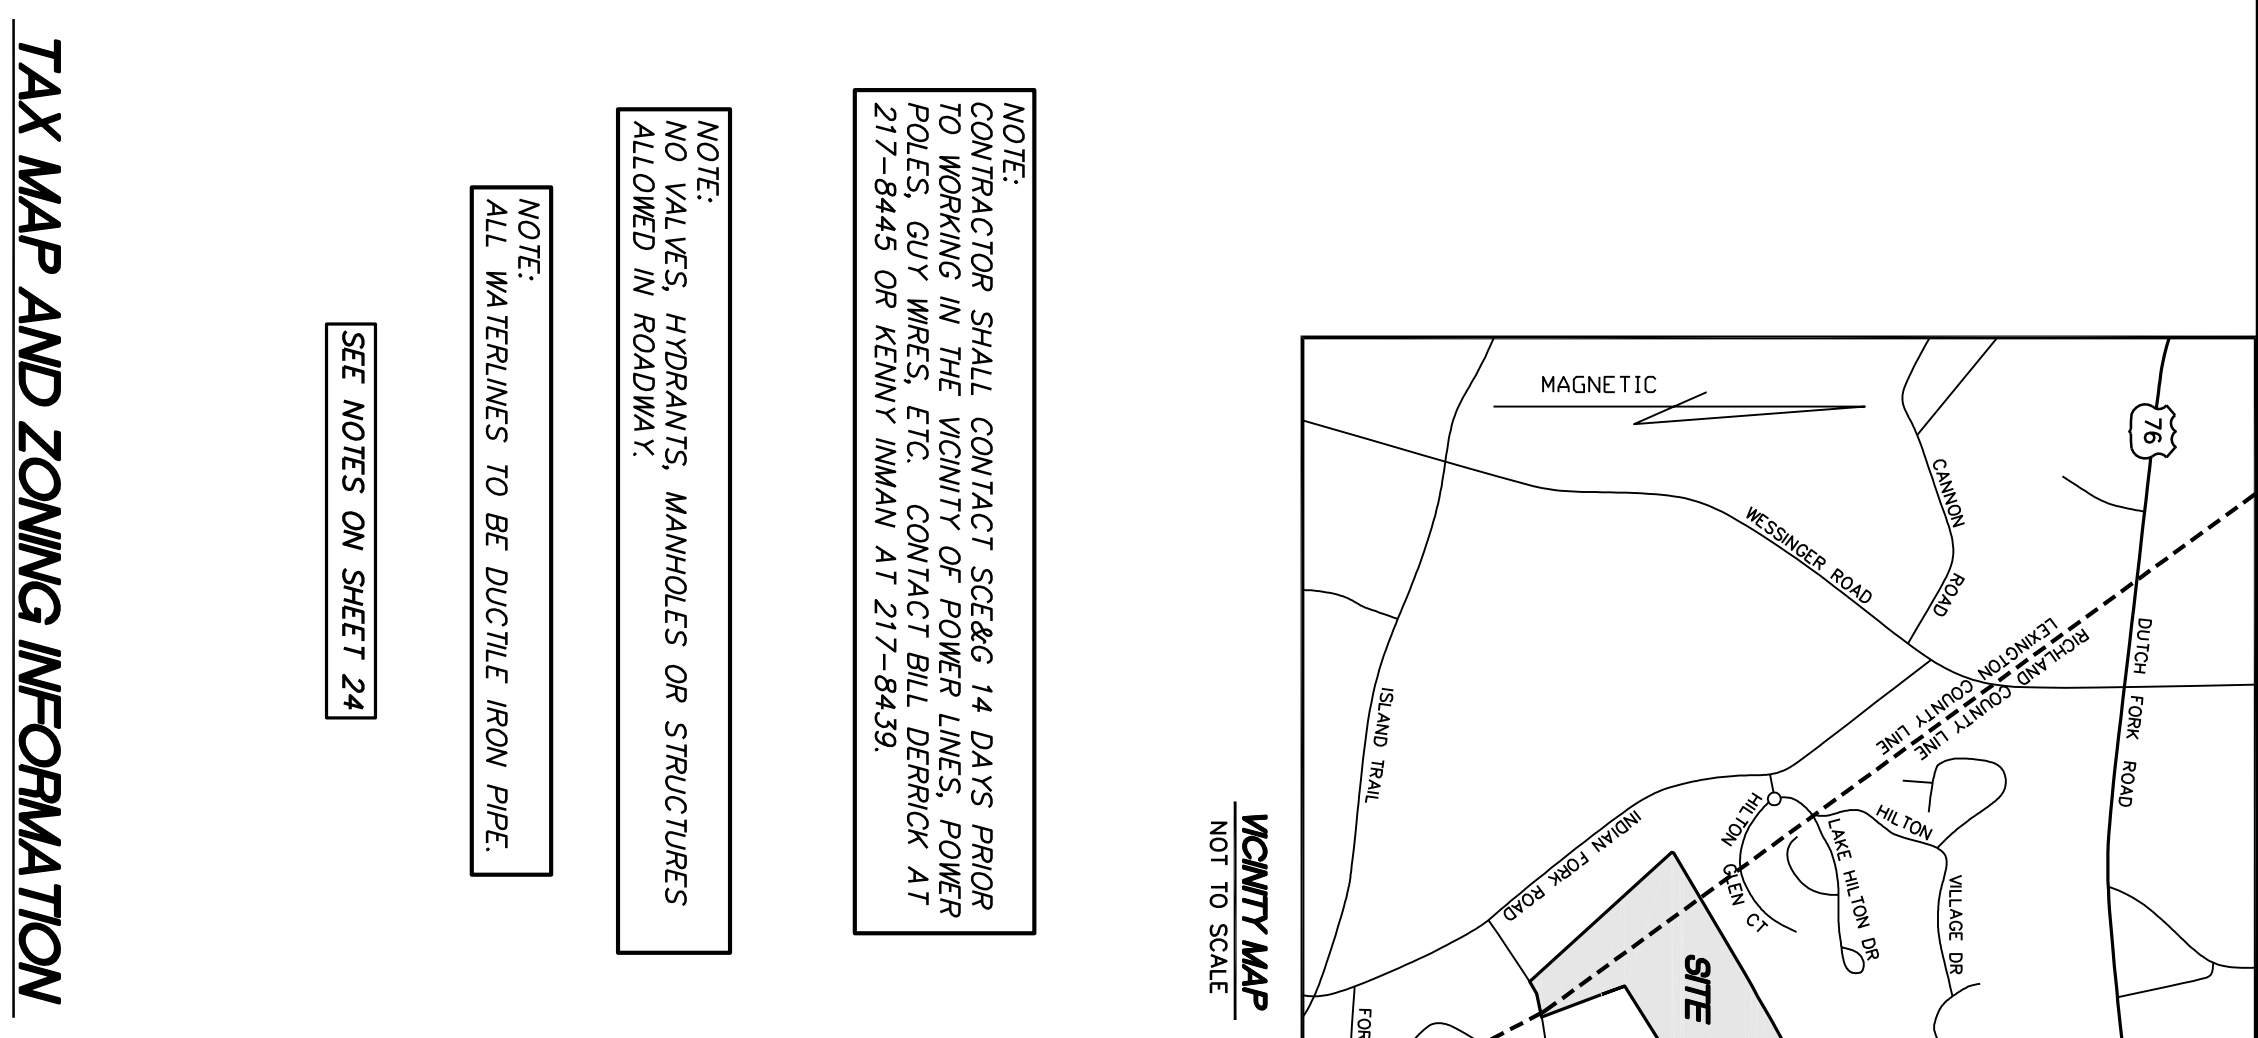 MAGNETIC
76
CANNON ROAD
WESSINGER ROAD
DUTCH FORK ROAD
RICHLAND COUNTY LINE
LEXINGTON COUNTY LINE
ISLAND TRAIL
INDIAN FORK ROAD
HILTON GLEN CT
HILTON
VILLAGE DR
LAKE HILTON DR
SITE
FOR
VICINITY MAP
NOT TO SCALE
NOTE:
CONTRACTOR SHALL CONTACT SCE&G 14 DAYS PRIOR
TO WORKING IN THE VICINITY OF POWER LINES, POWER
POLES, GUY WIRES, ETC. CONTACT BILL DERRICK AT
217-8445 OR KENNY INMAN AT 217-8439.
NOTE:
NO VALVES, HYDRANTS, MANHOLES OR STRUCTURES
ALLOWED IN ROADWAY.
NOTE:
ALL WATERLINES TO BE DUCTILE IRON PIPE.
SEE NOTES ON SHEET 24
TAX MAP AND ZONING INFORMATION